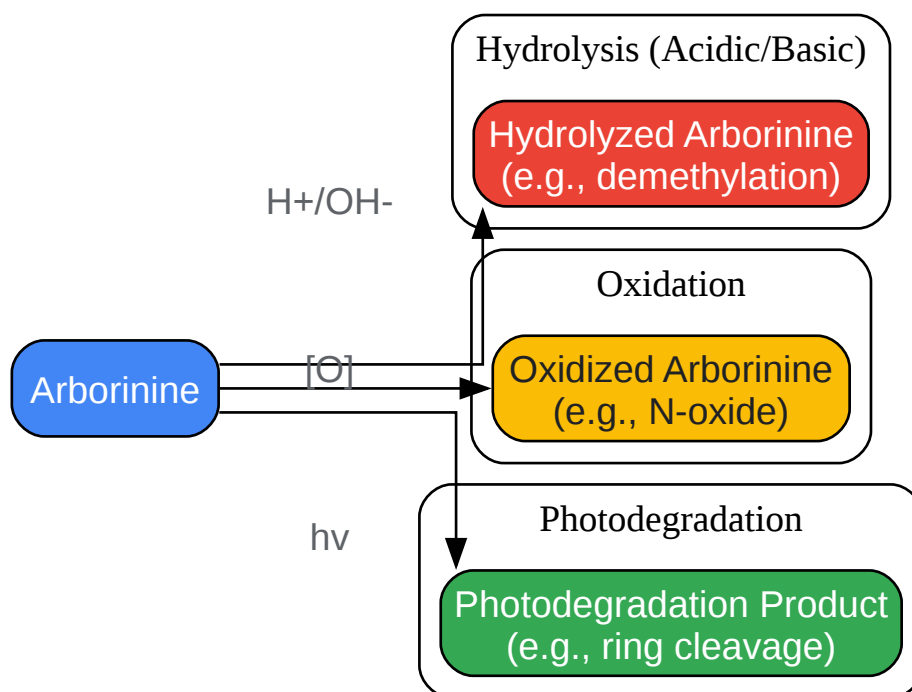 Hydrolysis (Acidic/Basic)
Hydrolyzed Arborinine
(e.g., demethylation)
H+/OH-
Oxidation
[O]
Oxidized Arborinine
(e.g., N-oxide)
Arborinine
Photodegradation
hv
Photodegradation Product
(e.g., ring cleavage)